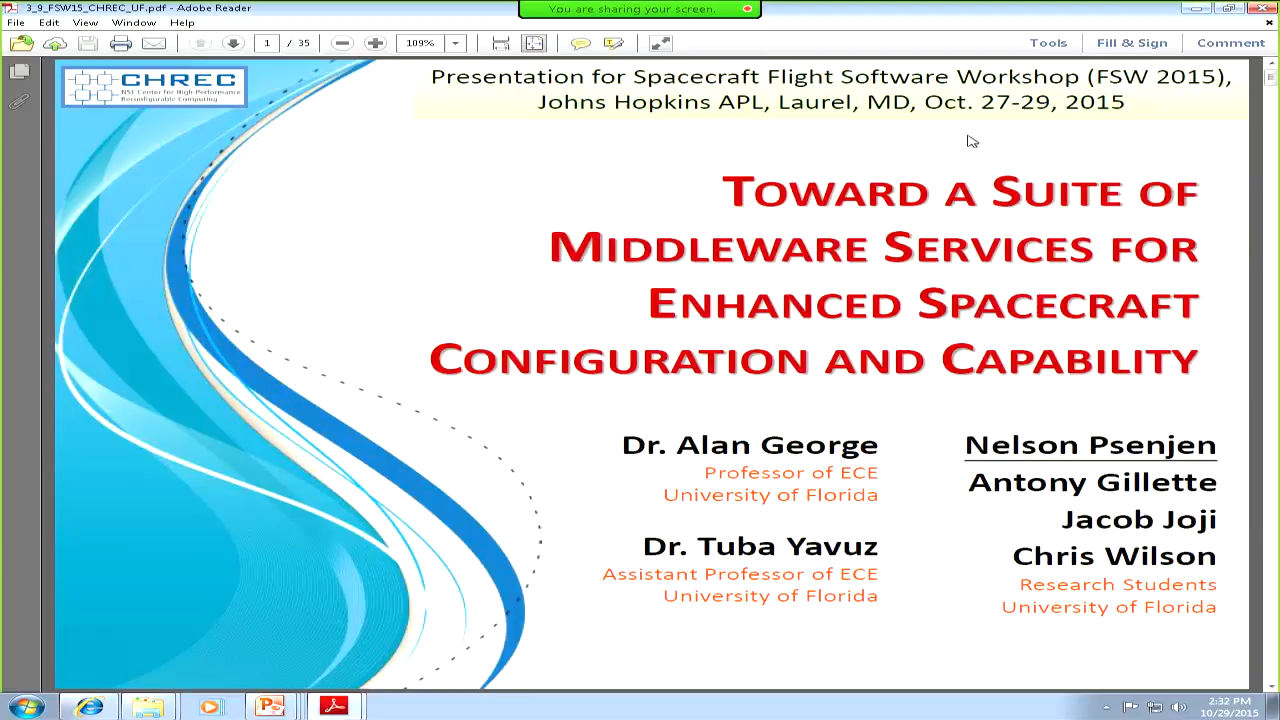 3_9_FSW15_CHREC_UF.pdf - Adobe Reader
You are sharing your screen.
File Edit View Window Help
1 / 35 109% Tools Fill & Sign Comment
CHREC
NSF Center for High-Performance
Reconfigurable Computing
Presentation for Spacecraft Flight Software Workshop (FSW 2015),
Johns Hopkins APL, Laurel, MD, Oct. 27-29, 2015
TOWARD A SUITE OF
MIDDLEWARE SERVICES FOR
ENHANCED SPACECRAFT
CONFIGURATION AND CAPABILITY
Dr. Alan George
Professor of ECE
University of Florida
Dr. Tuba Yavuz
Assistant Professor of ECE
University of Florida
Nelson Psenjen
Antony Gillette
Jacob Joji
Chris Wilson
Research Students
University of Florida
2:32 PM
10/29/2015